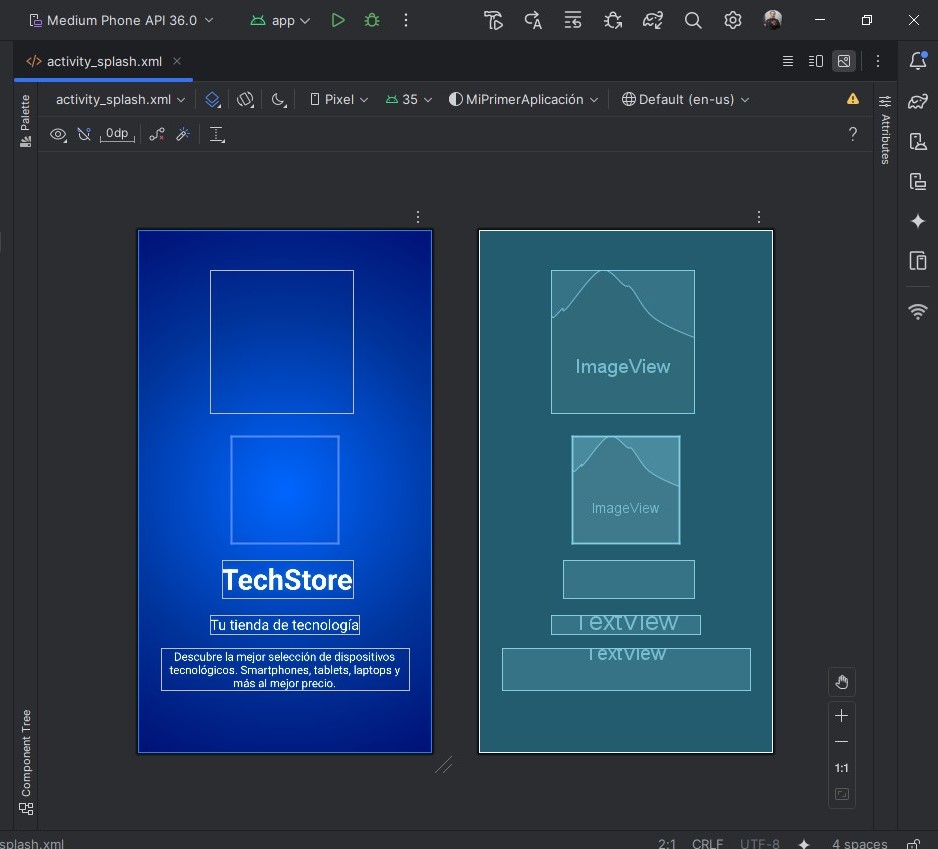 Medium Phone API 36.0
app
activity_splash.xml
activity_splash.xml
Pixel
35
MiPrimerAplicación
Default (en-us)
0dp
?
Palette
Attributes
TechStore
Tu tienda de tecnología
Descubre la mejor selección de dispositivos
tecnológicos. Smartphones, tablets, laptops y
más al mejor precio.
ImageView
ImageView
TextView
TextView
1:1
Component Tree
splash.xml
2:1
CRLF
UTF-8
4 spaces